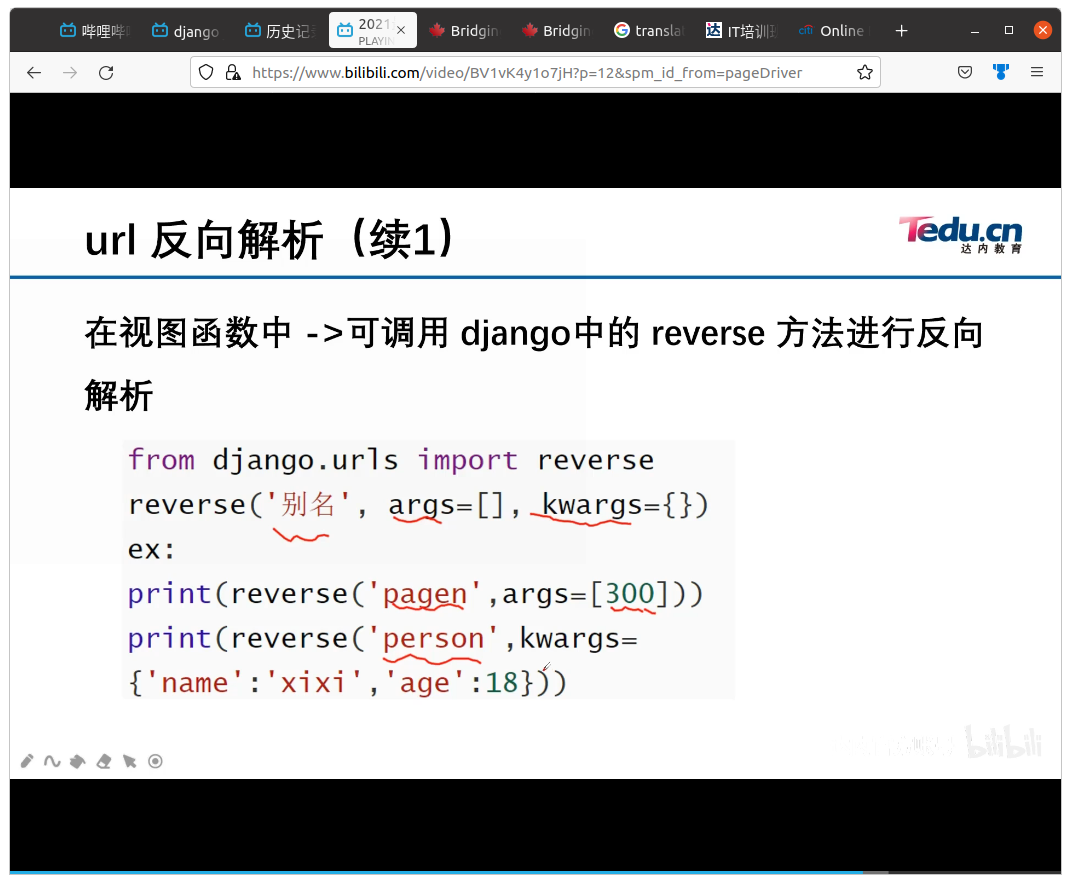 哔哩哔
django
历史记
2021
PLAYIN
Bridgin
Bridgin
translat
IT培训班
Online
https://www.bilibili.com/video/BV1vK4y1o7jH?p=12&spm_id_from=pageDriver
url 反向解析（续1）
Tedu.cn
达内教育
在视图函数中 ->可调用 django中的 reverse 方法进行反向
解析
from django.urls import reverse
reverse('别名', args=[], kwargs={})
ex:
print(reverse('pagen',args=[300]))
print(reverse('person',kwargs=
{'name':'xixi','age':18}))
bilibili